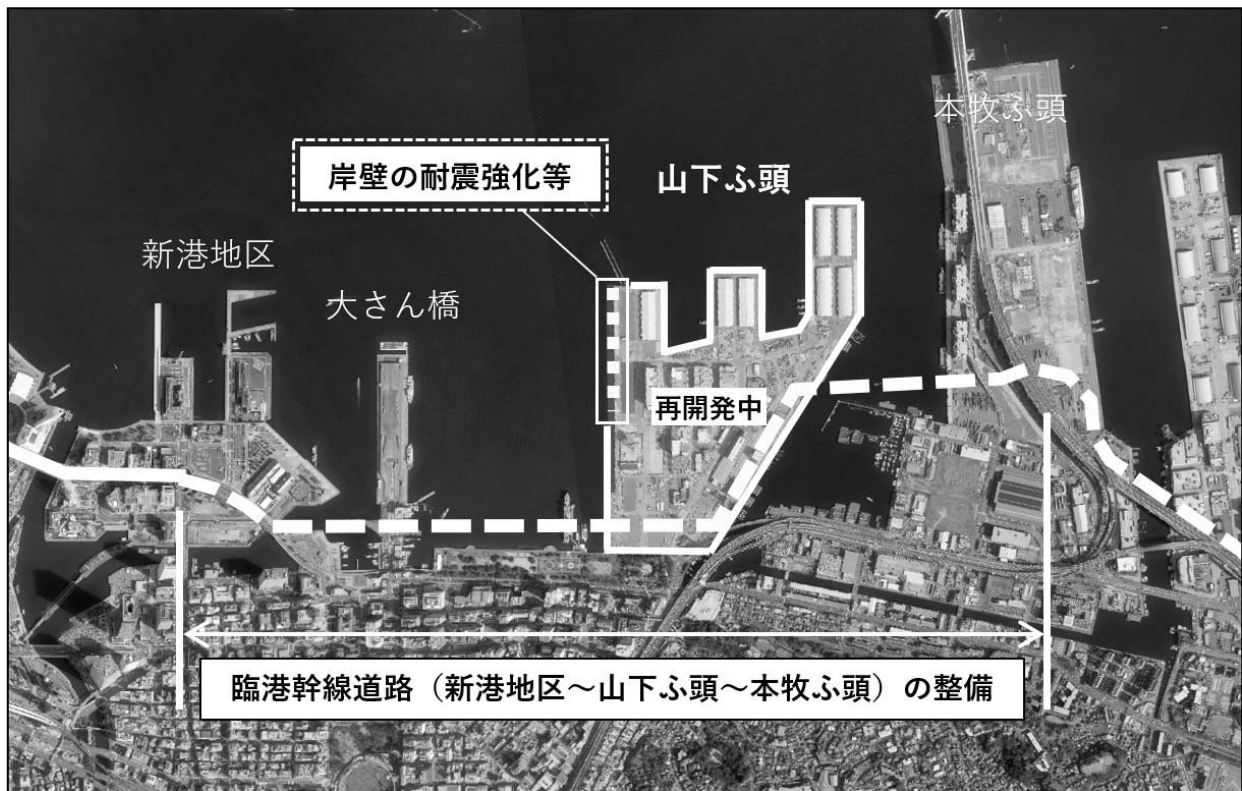 本牧ふ頭
岸壁の耐震強化等
山下ふ頭
新港地区
大さん橋
再開発中
臨港幹線道路（新港地区～山下ふ頭～本牧ふ頭）の整備